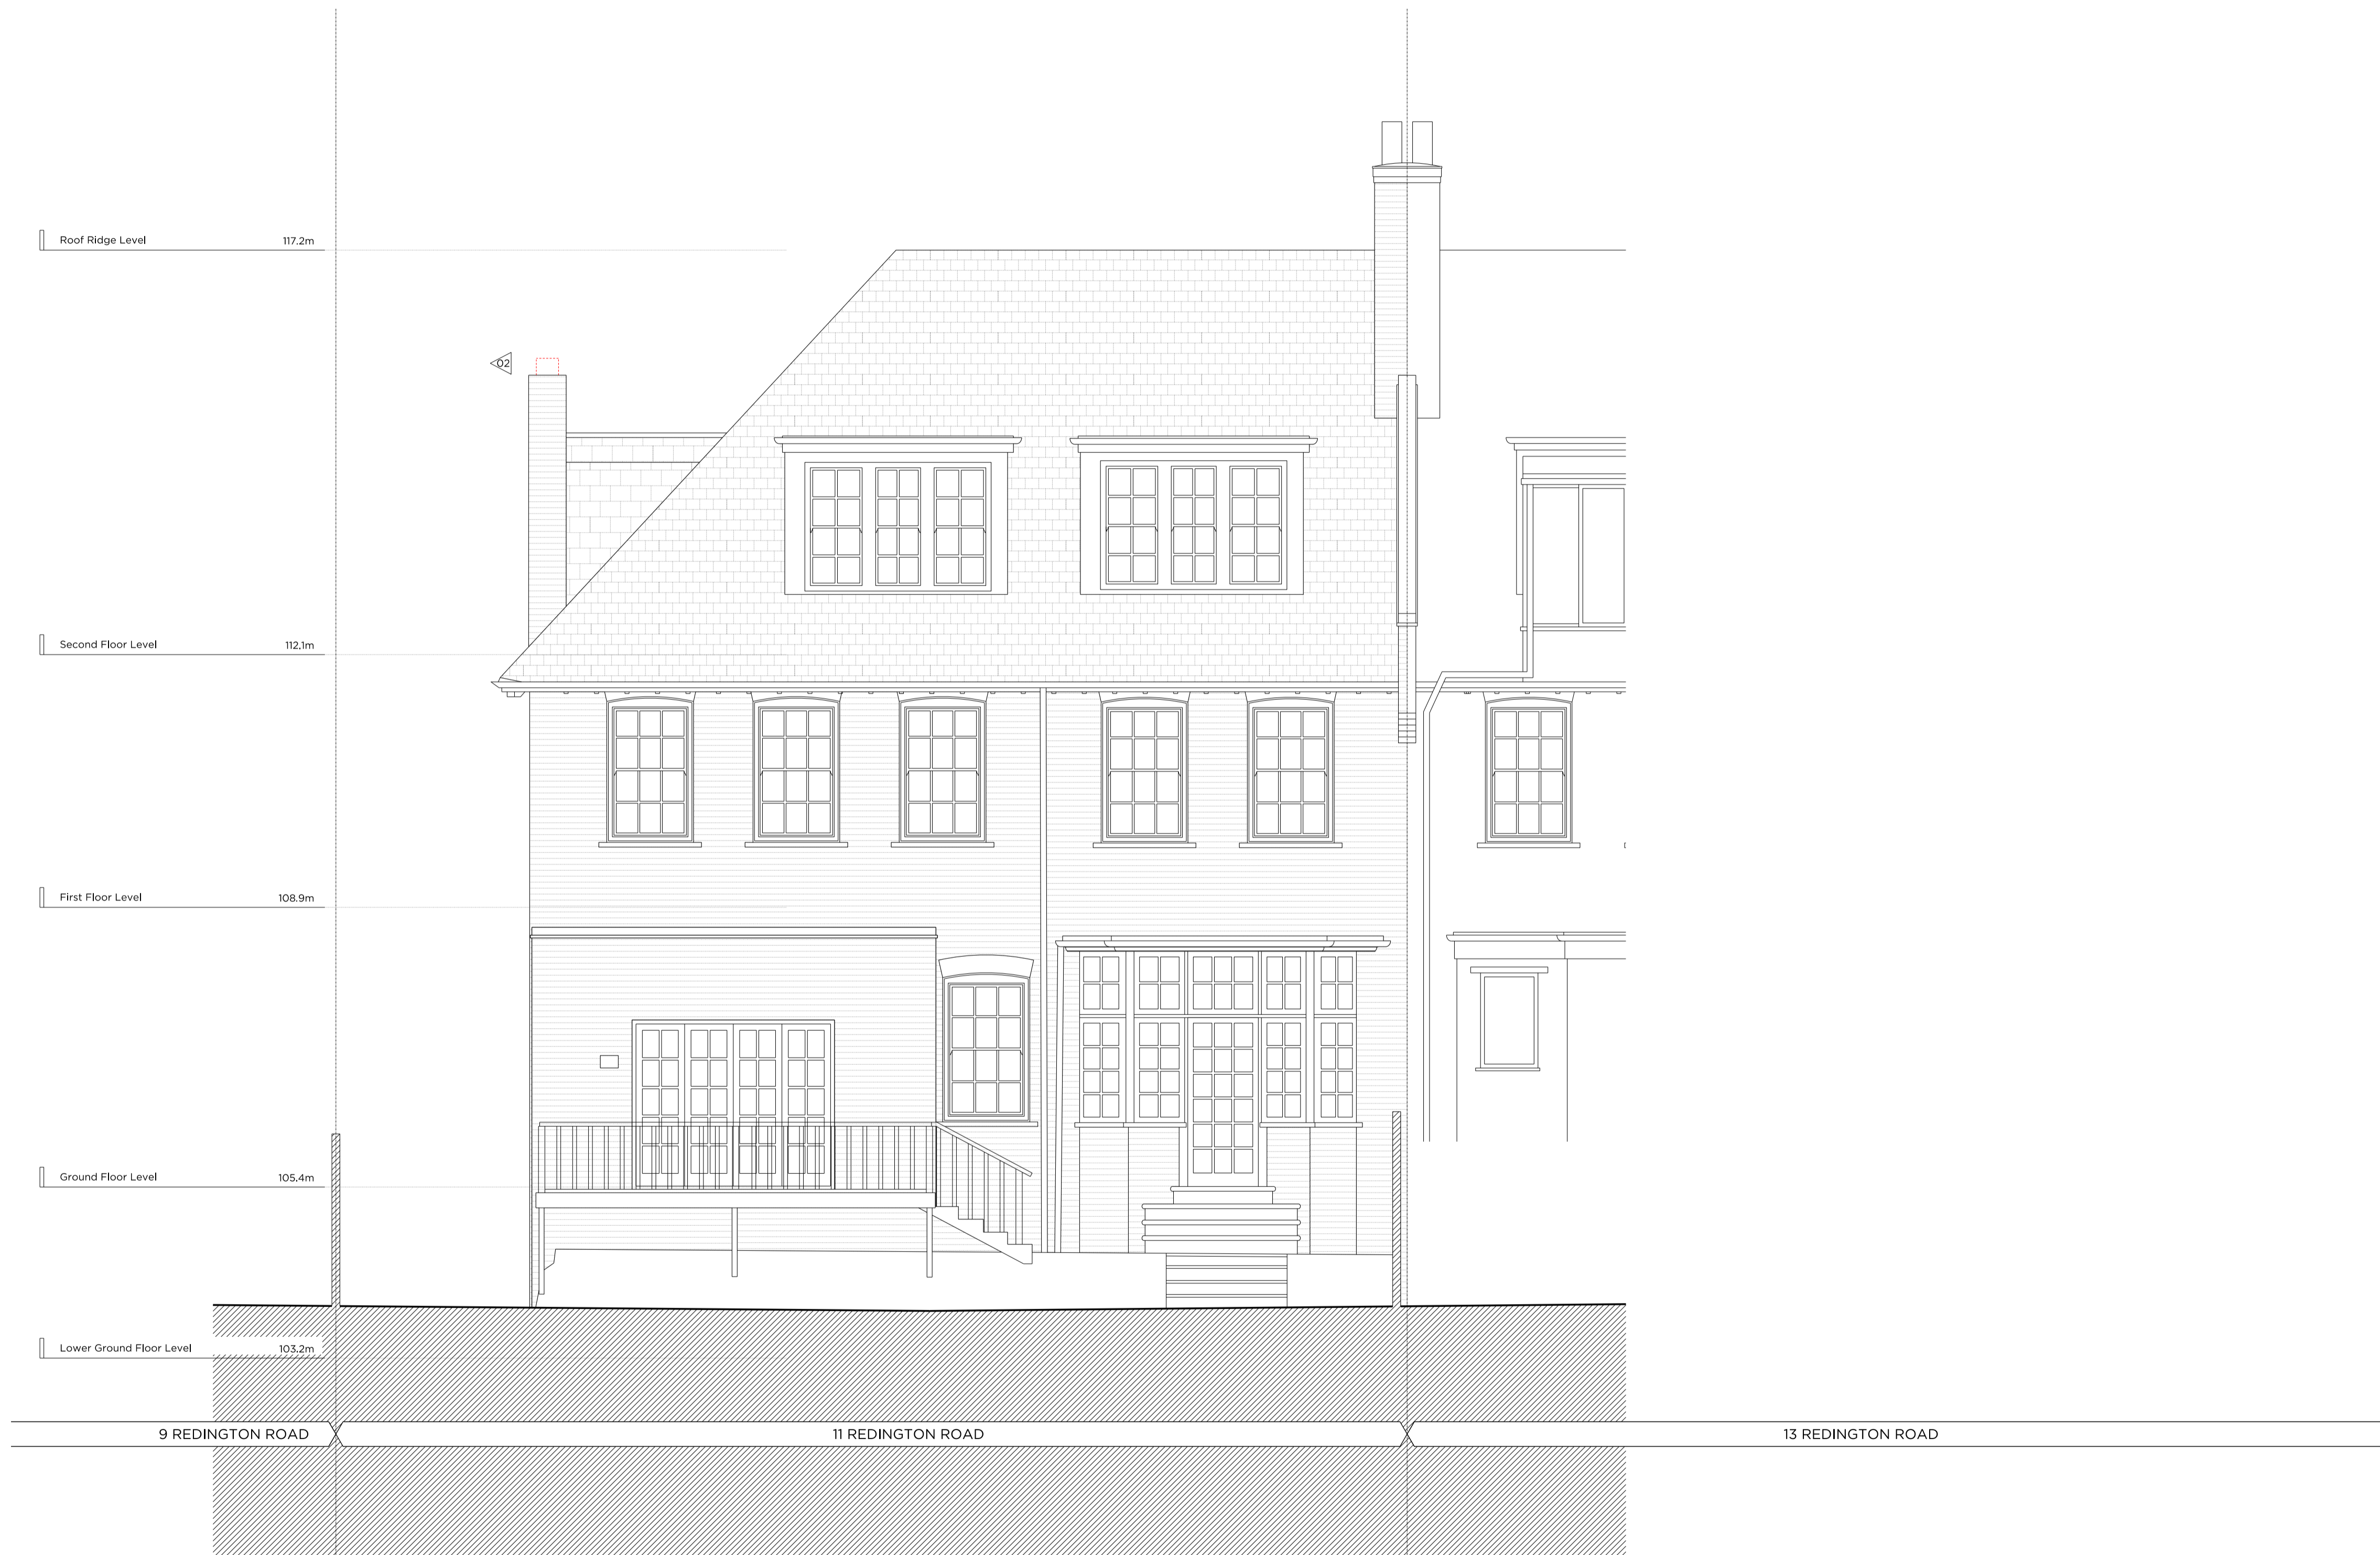 Roof Ridge Level 117.2m
02
Second Floor Level 112.1m
First Floor Level 108.9m
Ground Floor Level 105.4m
Lower Ground Floor Level 103.2m
9 REDINGTON ROAD 11 REDINGTON ROAD 13 REDINGTON ROAD